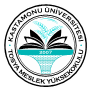 KASTAMONU ÜNİVERSİTESİ
2007
TOSYA MESLEK YÜKSEKOKULU